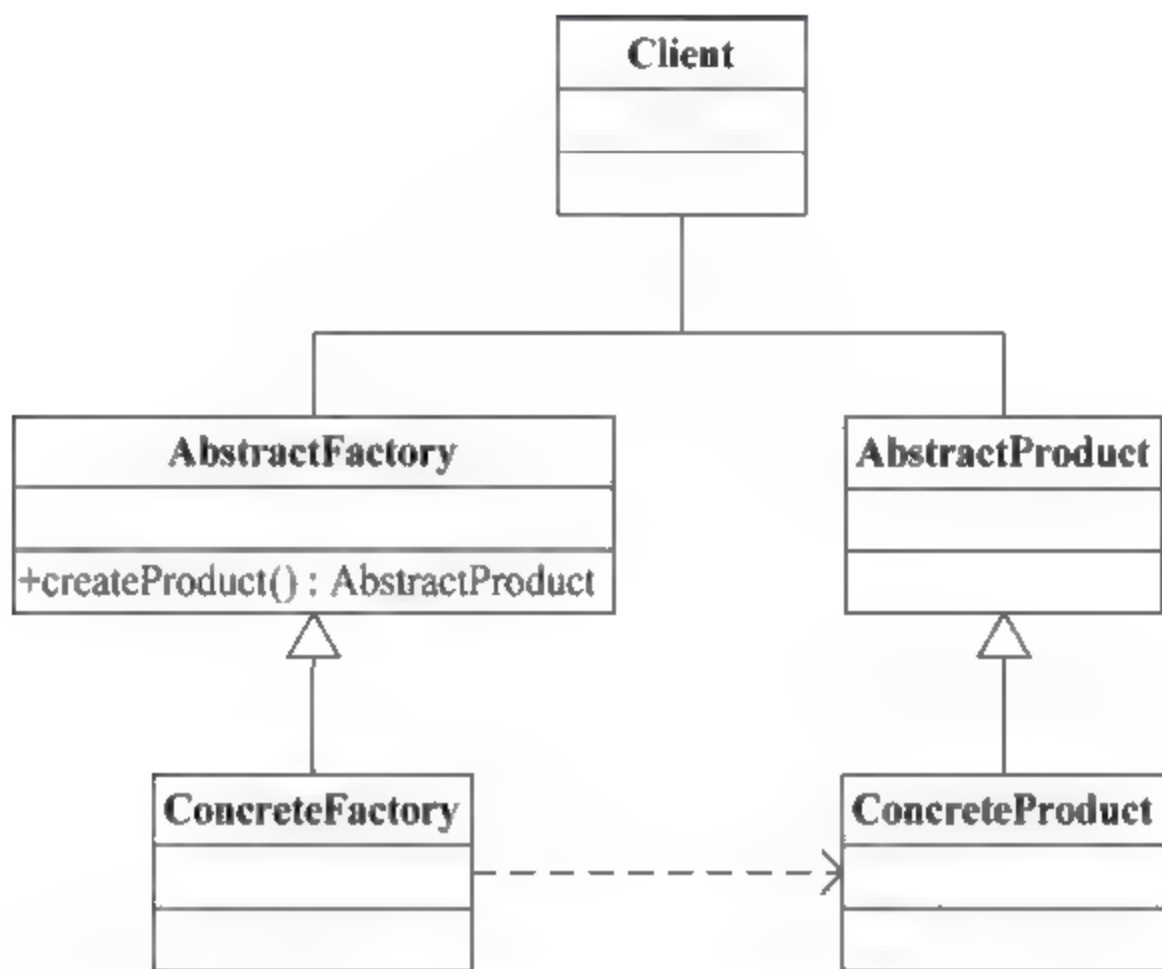 Client
AbstractFactory
AbstractProduct
+createProduct() : AbstractProduct
ConcreteFactory
ConcreteProduct